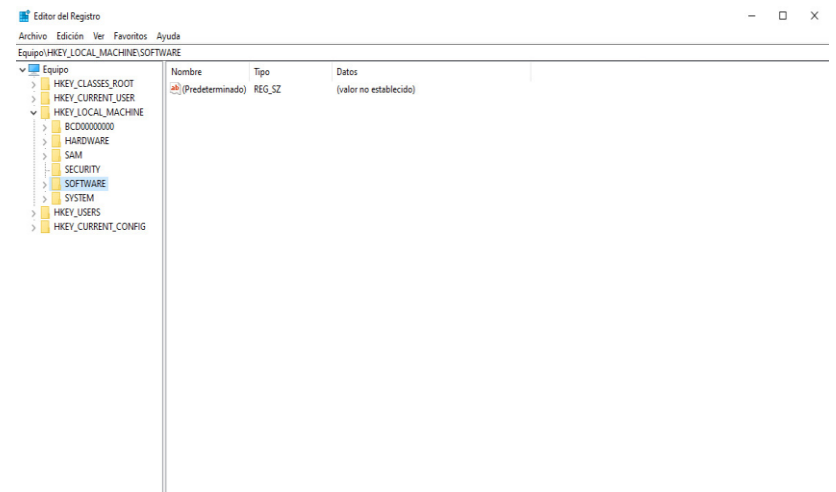 Editor del Registro
Archivo Edición Ver Favoritos Ayuda
Equipo\HKEY_LOCAL_MACHINE\SOFTWARE
Equipo
HKEY_CLASSES_ROOT
HKEY_CURRENT_USER
HKEY_LOCAL_MACHINE
BCD00000000
HARDWARE
SAM
SECURITY
SOFTWARE
SYSTEM
HKEY_USERS
HKEY_CURRENT_CONFIG
Nombre Tipo Datos
ab (Predeterminado) REG_SZ (valor no establecido)